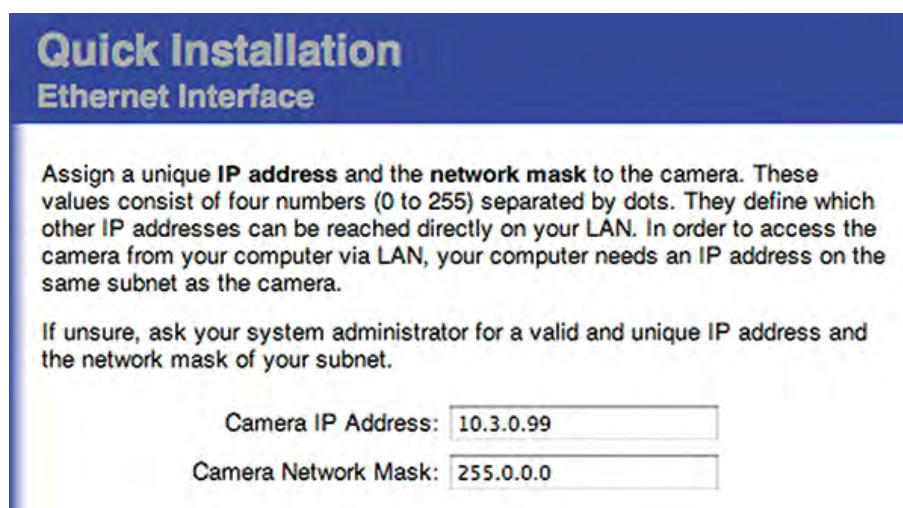 Quick Installation
Ethernet Interface
Assign a unique IP address and the network mask to the camera. These
values consist of four numbers (0 to 255) separated by dots. They define which
other IP addresses can be reached directly on your LAN. In order to access the
camera from your computer via LAN, your computer needs an IP address on the
same subnet as the camera.
If unsure, ask your system administrator for a valid and unique IP address and
the network mask of your subnet.
Camera IP Address: 10.3.0.99
Camera Network Mask: 255.0.0.0